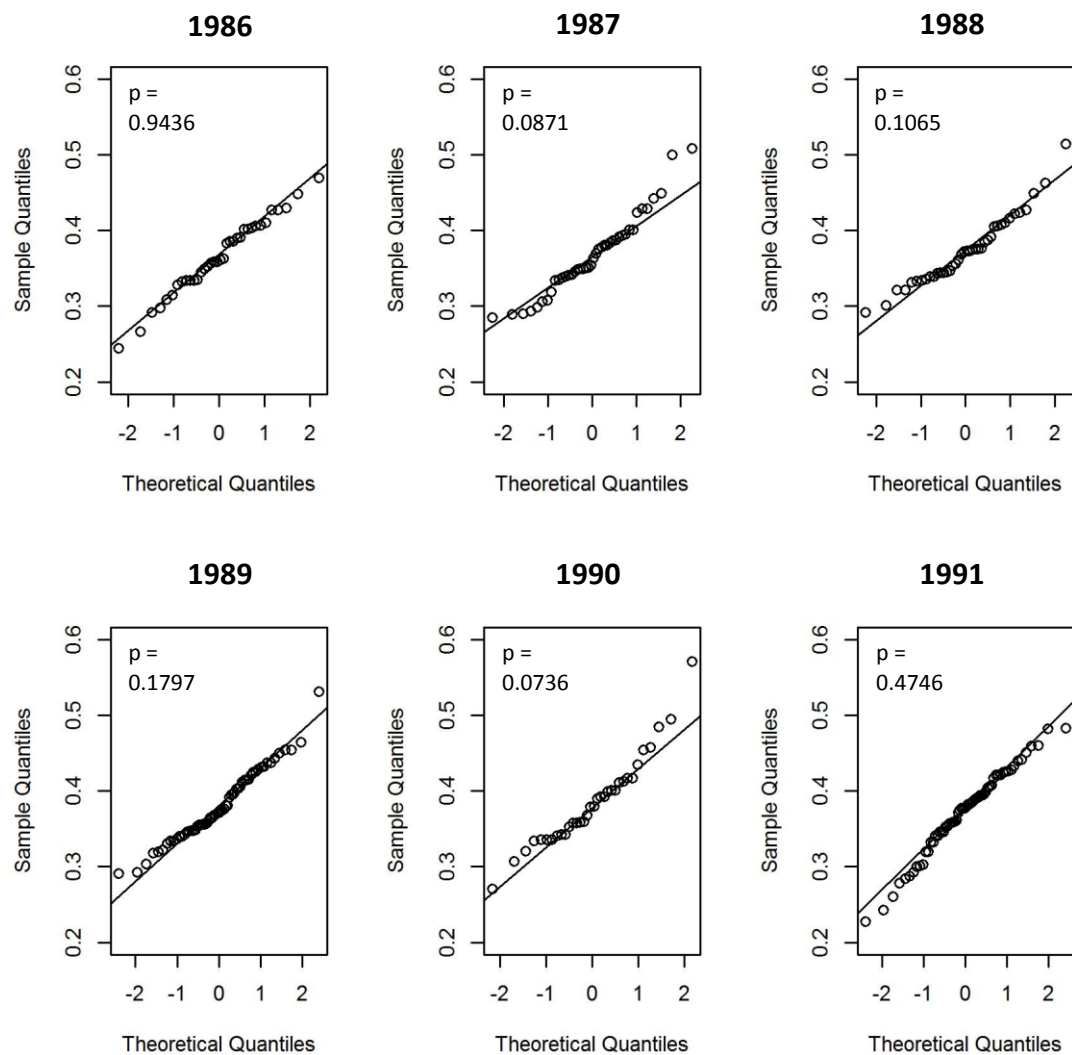 1986
1987
1988
p =
0.9436
p =
0.0871
p =
0.1065
Sample Quantiles
0.6
0.5
0.4
0.3
0.2
Sample Quantiles
0.6
0.5
0.4
0.3
0.2
Sample Quantiles
0.6
0.5
0.4
0.3
0.2
-2 -1 0 1 2
-2 -1 0 1 2
-2 -1 0 1 2
Theoretical Quantiles
Theoretical Quantiles
Theoretical Quantiles
1989
1990
1991
p =
0.1797
p =
0.0736
p =
0.4746
Sample Quantiles
0.6
0.5
0.4
0.3
0.2
Sample Quantiles
0.6
0.5
0.4
0.3
0.2
Sample Quantiles
0.6
0.5
0.4
0.3
0.2
-2 -1 0 1 2
-2 -1 0 1 2
-2 -1 0 1 2
Theoretical Quantiles
Theoretical Quantiles
Theoretical Quantiles